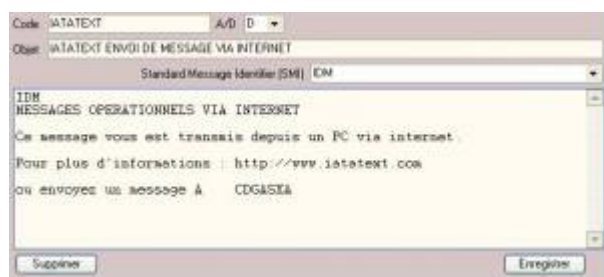 Code IATATEXT A/D D
Objet IATATEXT ENVOI DE MESSAGE VIA INTERNET
Standard Message Identifier (SMI) IDM
IDM
MESSAGES OPERATIONNELS VIA INTERNET
Ce message vous est transmis depuis un PC via internet.
Pour plus d'informations : http://www.iatatext.com
ou envoyez un message A CDGASXA
Supprimer Enregistrer